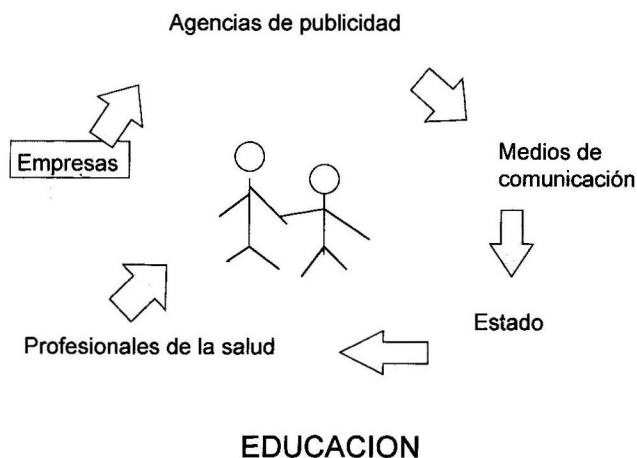 Agencias de publicidad
Empresas
Medios de
comunicación
Estado
Profesionales de la salud
EDUCACION